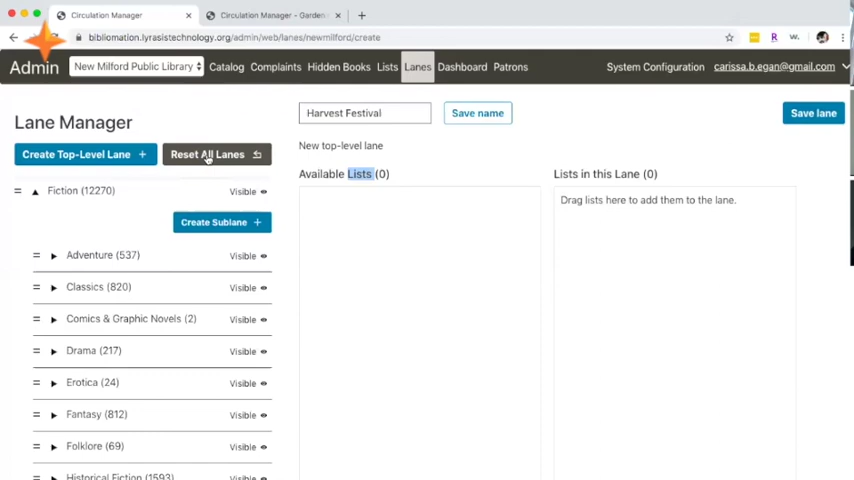 Circulation Manager
Circulation Manager - Garden
bibliomation.lyrasistechnology.org/admin/web/lanes/newmilford/create
Admin New Milford Public Library Catalog Complaints Hidden Books Lists Lanes Dashboard Patrons System Configuration carissa.b.egan@gmail.com
Harvest Festival Save name Save lane
Lane Manager
New top-level lane
Create Top-Level Lane + Reset All Lanes
Available Lists (0) Lists in this Lane (0)
Drag lists here to add them to the lane.
Fiction (12270) Visible
Create Sublane +
Adventure (537) Visible
Classics (820) Visible
Comics & Graphic Novels (2) Visible
Drama (217) Visible
Erotica (24) Visible
Fantasy (812) Visible
Folklore (69) Visible
Historical Fiction (1593) Visible